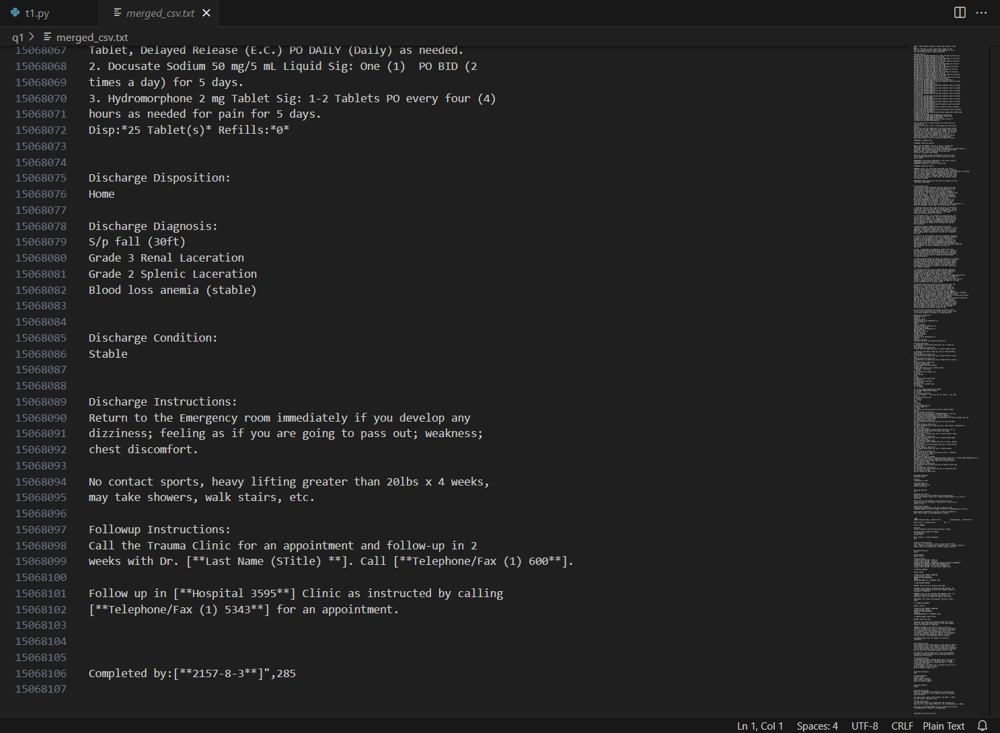 t1.py
merged_csv.txt
q1 > merged_csv.txt
15068067 Tablet, Delayed Release (E.C.) PO DAILY (Daily) as needed.
15068068 2. Docusate Sodium 50 mg/5 mL Liquid Sig: One (1)  PO BID (2
15068069 times a day) for 5 days.
15068070 3. Hydromorphone 2 mg Tablet Sig: 1-2 Tablets PO every four (4)
15068071 hours as needed for pain for 5 days.
15068072 Disp:*25 Tablet(s)* Refills:*0*
15068073
15068074
15068075 Discharge Disposition:
15068076 Home
15068077
15068078 Discharge Diagnosis:
15068079 S/p fall (30ft)
15068080 Grade 3 Renal Laceration
15068081 Grade 2 Splenic Laceration
15068082 Blood loss anemia (stable)
15068083
15068084
15068085 Discharge Condition:
15068086 Stable
15068087
15068088
15068089 Discharge Instructions:
15068090 Return to the Emergency room immediately if you develop any
15068091 dizziness; feeling as if you are going to pass out; weakness;
15068092 chest discomfort.
15068093
15068094 No contact sports, heavy lifting greater than 20lbs x 4 weeks,
15068095 may take showers, walk stairs, etc.
15068096
15068097 Followup Instructions:
15068098 Call the Trauma Clinic for an appointment and follow-up in 2
15068099 weeks with Dr. [**Last Name (STitle) **]. Call [**Telephone/Fax (1) 600**].
15068100
15068101 Follow up in [**Hospital 3595**] Clinic as instructed by calling
15068102 [**Telephone/Fax (1) 5343**] for an appointment.
15068103
15068104
15068105
15068106 Completed by:[**2157-8-3**]",285
15068107
Ln 1, Col 1 Spaces: 4 UTF-8 CRLF Plain Text